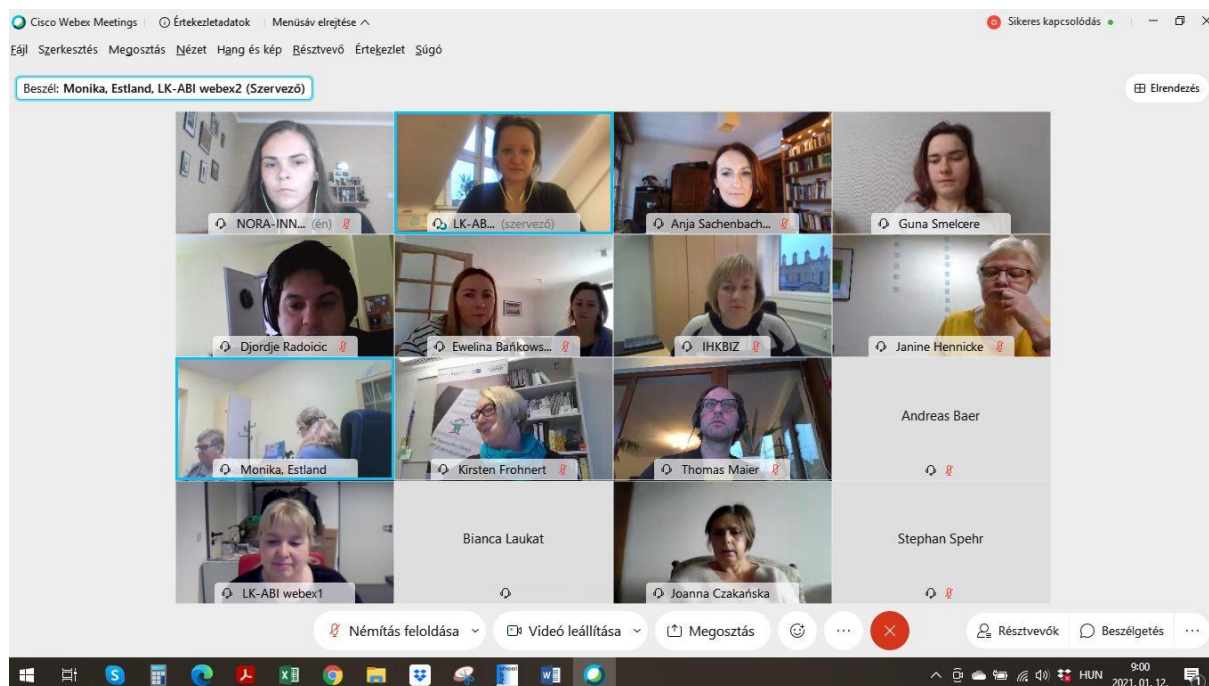 Cisco Webex Meetings
Értekezletadatok
Menüsáv elrejtése
Sikeres kapcsolódás
Fájl Szerkesztés Megosztás Nézet Hang és kép Résztvevő Értekezlet Súgó
Beszél: Monika, Estland, LK-ABI webex2 (Szervező)
Elrendezés
NORA-INN... (én)
LK-AB... (szervező)
Anja Sachenbach...
Guna Smelcere
Djordje Radoicic
Ewelina Bańkows...
IHKBIZ
Janine Hennicke
Monika, Estland
Kirsten Frohnert
Thomas Maier
Andreas Baer
LK-ABI webex1
Bianca Laukat
Joanna Czakańska
Stephan Spehr
Némítás feloldása
Videó leállítása
Megosztás
Résztvevők
Beszélgetés
HUN
9:00
2021. 01. 12.